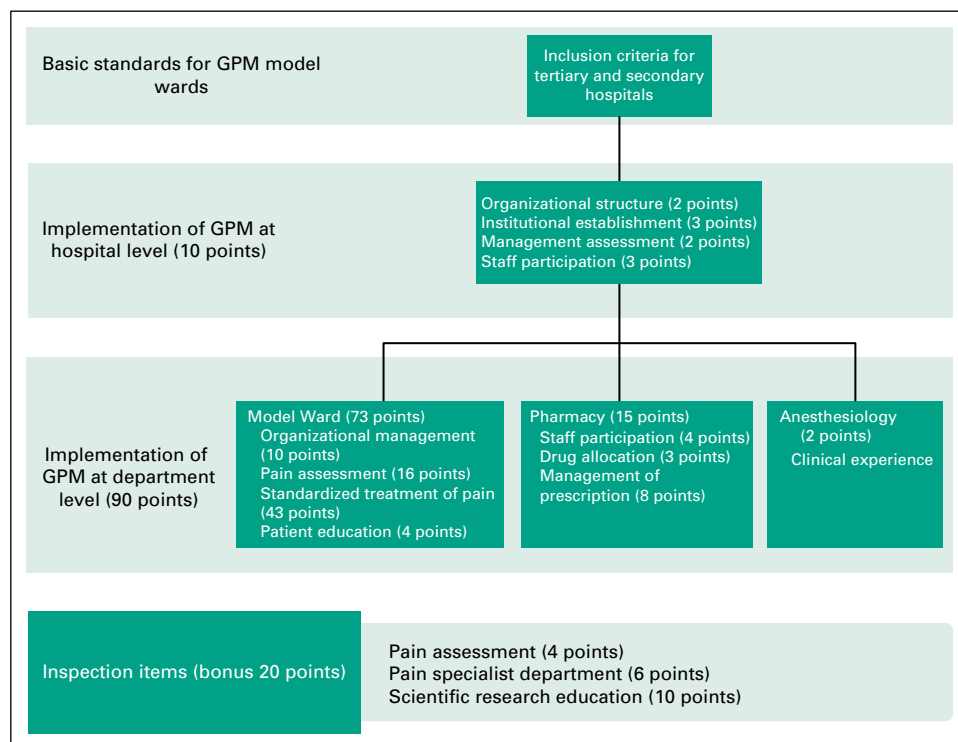 Basic standards for GPM model
wards
Inclusion criteria for
tertiary and secondary
hospitals
Implementation of GPM at
hospital level (10 points)
Organizational structure (2 points)
Institutional establishment (3 points)
Management assessment (2 points)
Staff participation (3 points)
Implementation of
GPM at department
level (90 points)
Model Ward (73 points)
Organizational management
(10 points)
Pain assessment (16 points)
Standardized treatment of pain
(43 points)
Patient education (4 points)
Pharmacy (15 points)
Staff participation (4 points)
Drug allocation (3 points)
Management of
prescription (8 points)
Anesthesiology
(2 points)
Clinical experience
Inspection items (bonus 20 points)
Pain assessment (4 points)
Pain specialist department (6 points)
Scientific research education (10 points)